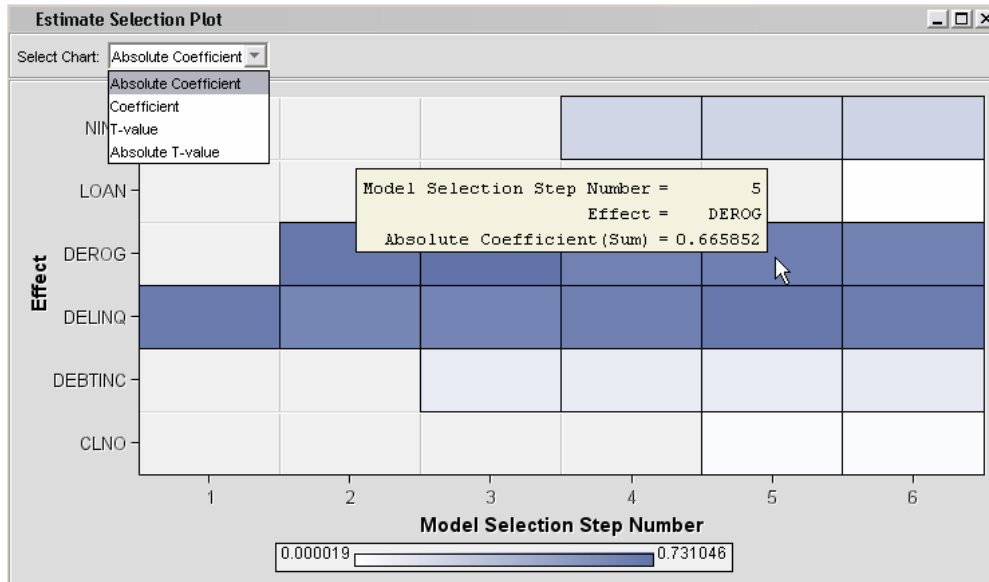 Estimate Selection Plot
Select Chart: Absolute Coefficient
Absolute Coefficient
Coefficient
T-value
Absolute T-value
LOAN
DEROG
DELINQ
DEBTINC
CLNO
Effect
Model Selection Step Number = 5
Effect = DEROG
Absolute Coefficient(Sum) = 0.665852
1 2 3 4 5 6
Model Selection Step Number
0.000019 0.731046